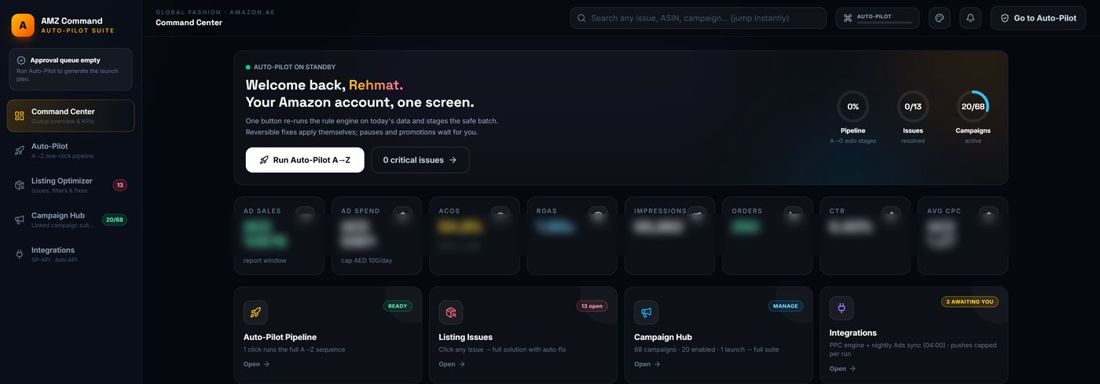 A
AMZ Command
AUTO-PILOT SUITE
Approval queue empty
Run Auto-Pilot to generate the launch
plan.
Command Center
Global overview & KPIs
Auto-Pilot
A→Z one-click pipeline
Listing Optimizer
Issues, filters & fixes
13
Campaign Hub
Linked campaign suit...
20/68
Integrations
SP-API · Ads-API
GLOBAL FASHION · AMAZON.AE
Command Center
Search any issue, ASIN, campaign... (jump instantly)
AUTO-PILOT
Go to Auto-Pilot
AUTO-PILOT ON STANDBY
Welcome back, Rehmat.
Your Amazon account, one screen.
One button re-runs the rule engine on today's data and stages the safe batch.
Reversible fixes apply themselves; pauses and promotions wait for you.
Run Auto-Pilot A→Z
0 critical issues →
0%
Pipeline
A→G auto stages
0/13
Issues
resolved
20/68
Campaigns
active
AD SALES
report window
AD SPEND
cap AED 100/day
ACOS
ROAS
IMPRESSIONS
ORDERS
CTR
AVG CPC
READY
Auto-Pilot Pipeline
1 click runs the full A→Z sequence
Open →
13 open
Listing Issues
Click any issue → full solution with auto-fix
Open →
MANAGE
Campaign Hub
68 campaigns · 20 enabled · 1 launch → full suite
Open →
3 AWAITING YOU
Integrations
PPC engine + nightly Ads sync (04:00) · pushes capped
per run
Open →